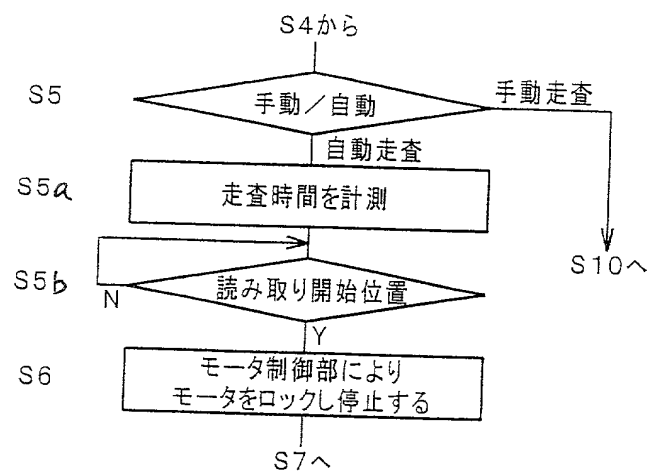 S4から
S5
手動／自動
手動走査
自動走査
S5a
走査時間を計測
S10へ
S5b
N
読み取り開始位置
Y
S6
モータ制御部により
モータをロックし停止する
S7へ